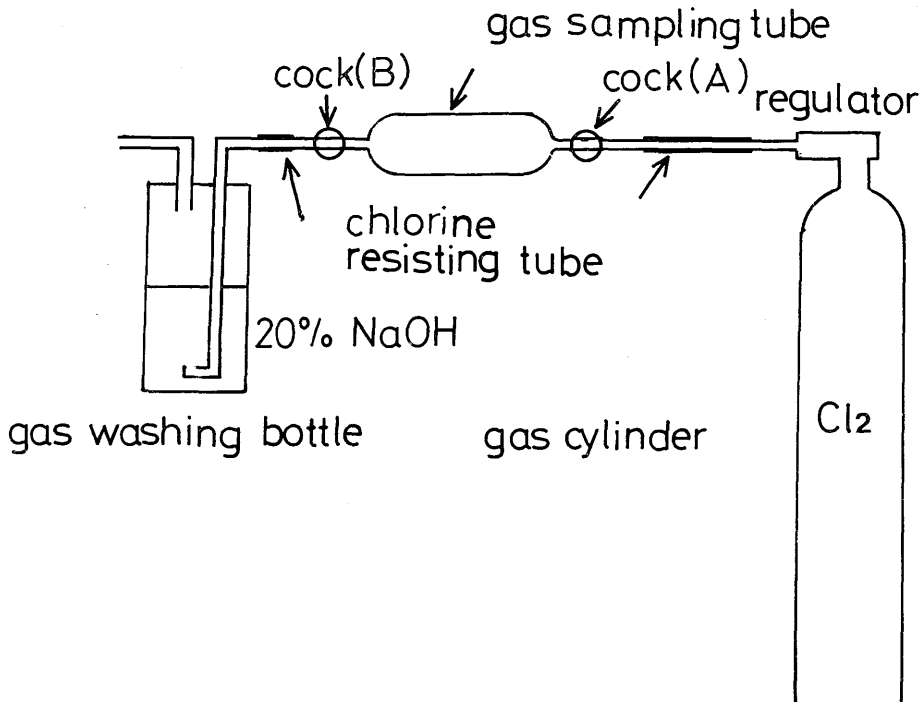 gas sampling tube
cock(B)
cock(A)
regulator
chlorine
resisting tube
20% NaOH
Cl2
gas washing bottle
gas cylinder